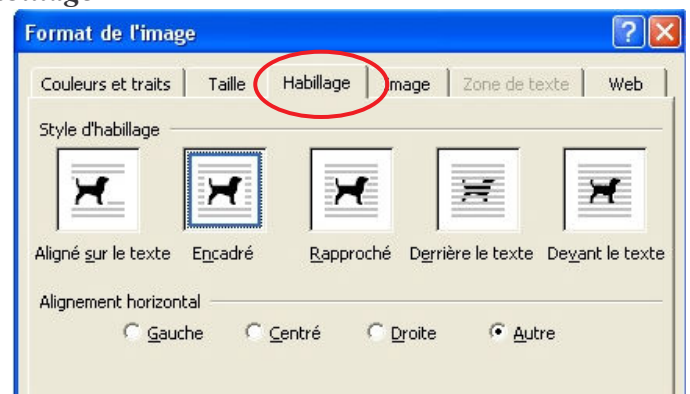 Format de l'image
Couleurs et traits Taille Habillage Image Zone de texte Web
Style d'habillage
Aligné sur le texte Encadré Rapproché Derrière le texte Devant le texte
Alignement horizontal
Gauche Centré Droite Autre